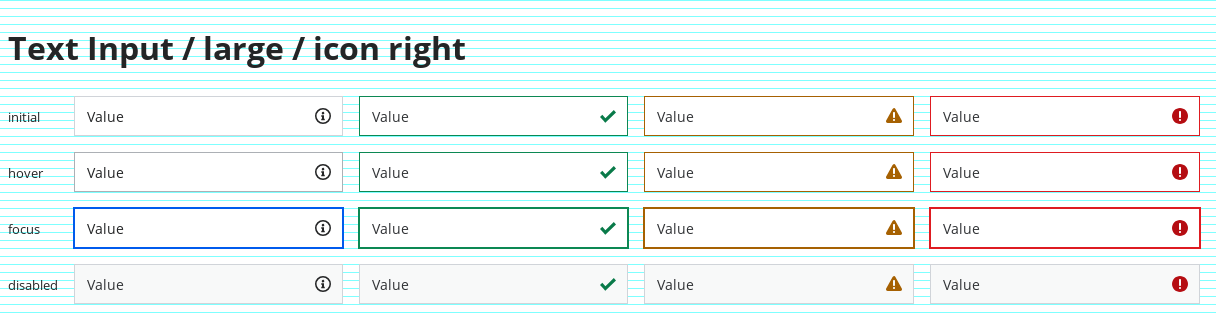 Text Input / large / icon right
initial Value Value Value Value
hover Value Value Value Value
focus Value Value Value Value
disabled Value Value Value Value